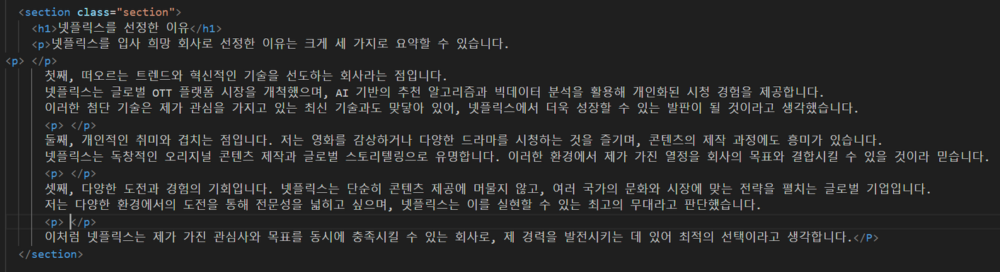 <section class="section">
<h1>넷플릭스를 선정한 이유</h1>
<p>넷플릭스를 입사 희망 회사로 선정한 이유는 크게 세 가지로 요약할 수 있습니다.
<p> </p>
첫째, 떠오르는 트렌드와 혁신적인 기술을 선도하는 회사라는 점입니다.
넷플릭스는 글로벌 OTT 플랫폼 시장을 개척했으며, AI 기반의 추천 알고리즘과 빅데이터 분석을 활용해 개인화된 시청 경험을 제공합니다.
이러한 첨단 기술은 제가 관심을 가지고 있는 최신 기술과도 맞닿아 있어, 넷플릭스에서 더욱 성장할 수 있는 발판이 될 것이라고 생각했습니다.
<p> </p>
둘째, 개인적인 취미와 겹치는 점입니다. 저는 영화를 감상하거나 다양한 드라마를 시청하는 것을 즐기며, 콘텐츠의 제작 과정에도 흥미가 있습니다.
넷플릭스는 독창적인 오리지널 콘텐츠 제작과 글로벌 스토리텔링으로 유명합니다. 이러한 환경에서 제가 가진 열정을 회사의 목표와 결합시킬 수 있을 것이라 믿습니다.
<p> </p>
셋째, 다양한 도전과 경험의 기회입니다. 넷플릭스는 단순히 콘텐츠 제공에 머물지 않고, 여러 국가의 문화와 시장에 맞는 전략을 펼치는 글로벌 기업입니다.
저는 다양한 환경에서의 도전을 통해 전문성을 넓히고 싶으며, 넷플릭스는 이를 실현할 수 있는 최고의 무대라고 판단했습니다.
<p> </p>
이처럼 넷플릭스는 제가 가진 관심사와 목표를 동시에 충족시킬 수 있는 회사로, 제 경력을 발전시키는 데 있어 최적의 선택이라고 생각합니다.</P>
</section>